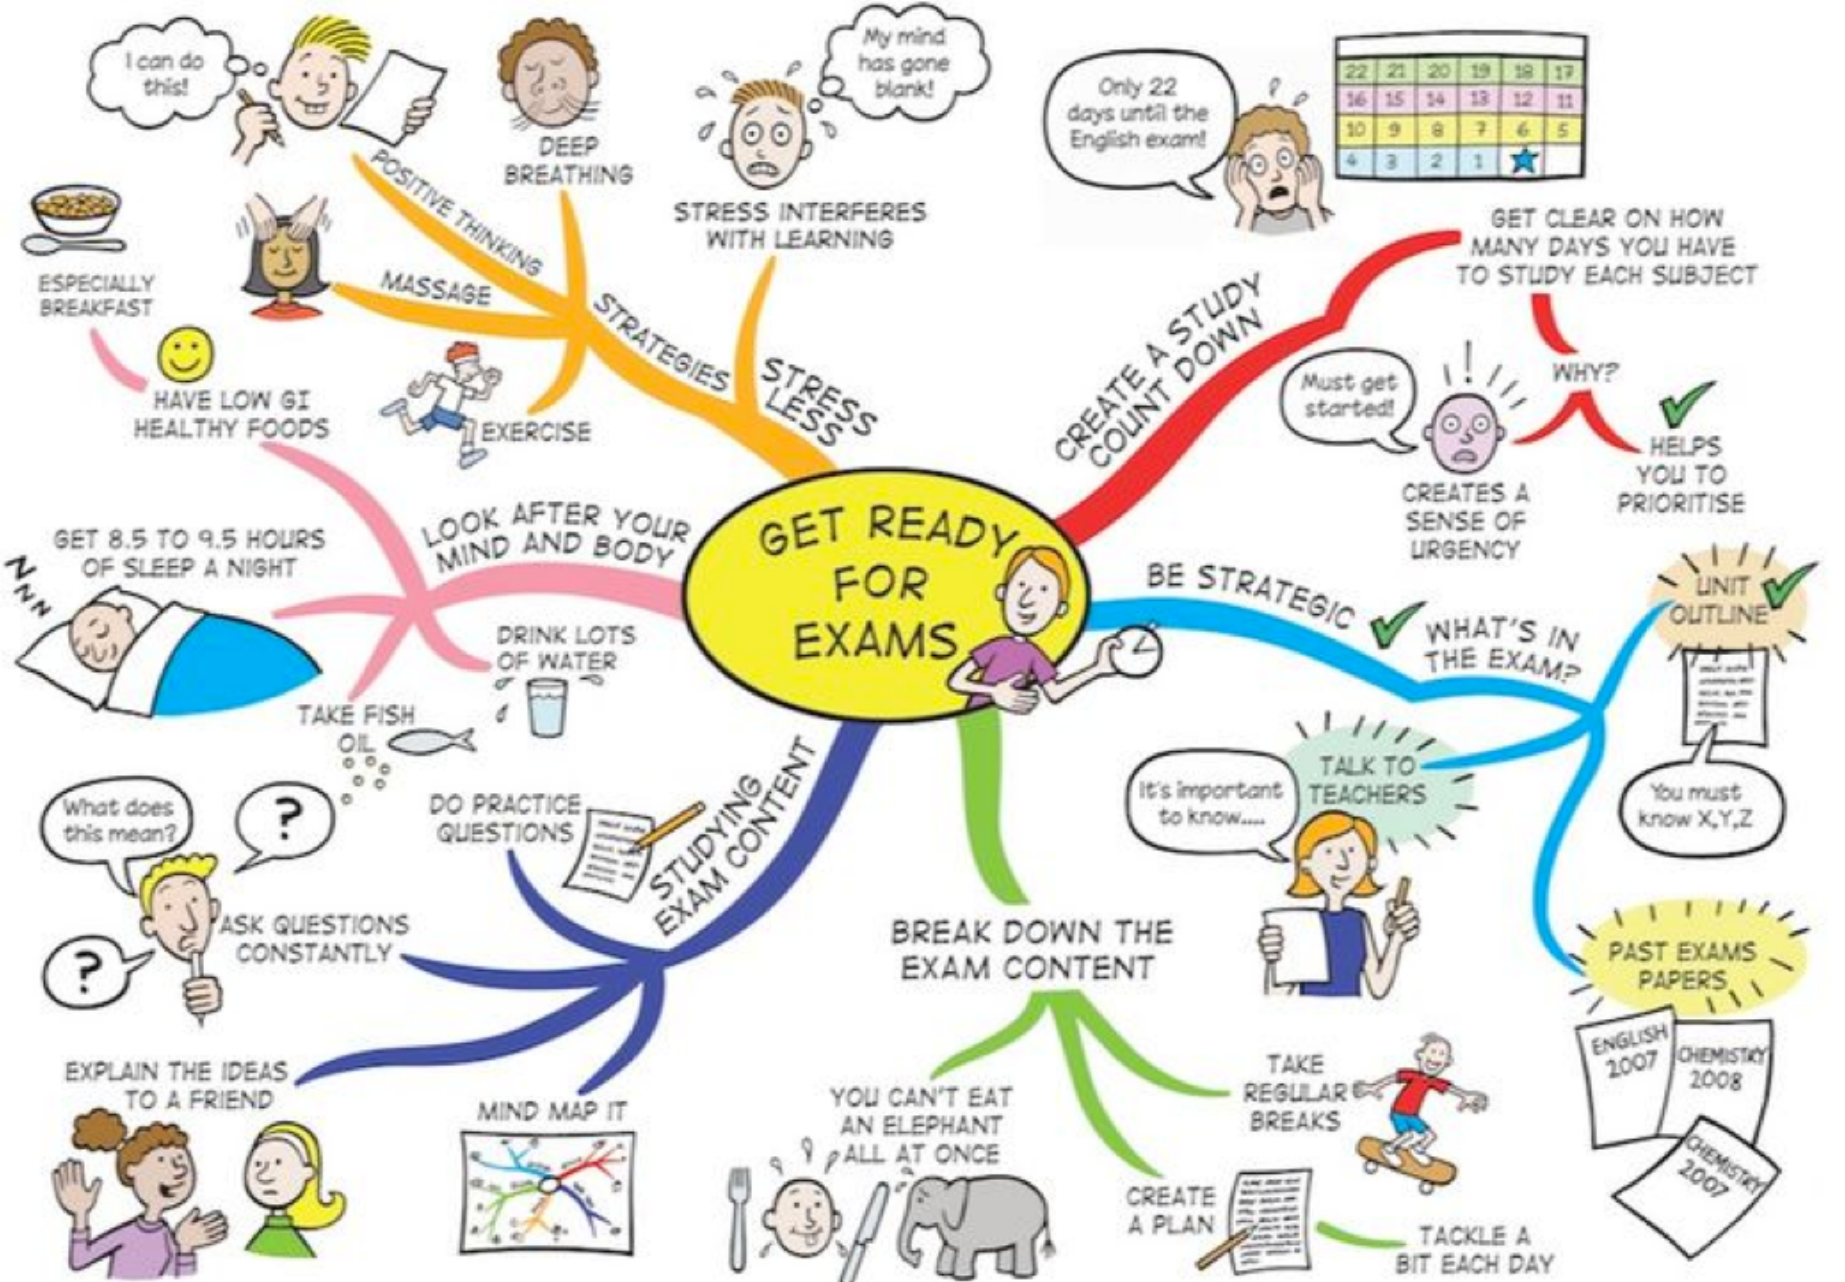 GET READY
FOR
EXAMS
I can do
this!
POSITIVE THINKING
DEEP
BREATHING
MASSAGE
EXERCISE
STRATEGIES
My mind
has gone
blank!
STRESS INTERFERES
WITH LEARNING
STRESS
LESS
Only 22
days until the
English exam!
22 21 20 19 18 17
16 15 14 13 12 11
10 9 8 7 6 5
4 3 2 1
CREATE A STUDY
COUNT DOWN
GET CLEAR ON HOW
MANY DAYS YOU HAVE
TO STUDY EACH SUBJECT
WHY?
Must get
started!
!
CREATES A
SENSE OF
URGENCY
HELPS
YOU TO
PRIORITISE
BE STRATEGIC
WHAT'S IN
THE EXAM?
UNIT
OUTLINE
You must
know X,Y,Z
TALK TO
TEACHERS
It's important
to know....
PAST EXAMS
PAPERS
ENGLISH
2007
CHEMISTRY
2008
CHEMISTRY
2007
BREAK DOWN THE
EXAM CONTENT
YOU CAN'T EAT
AN ELEPHANT
ALL AT ONCE
TAKE
REGULAR
BREAKS
CREATE
A PLAN
TACKLE A
BIT EACH DAY
STUDYING
EXAM CONTENT
DO PRACTICE
QUESTIONS
What does
this mean?
?
?
ASK QUESTIONS
CONSTANTLY
EXPLAIN THE IDEAS
TO A FRIEND
MIND MAP IT
LOOK AFTER YOUR
MIND AND BODY
ESPECIALLY
BREAKFAST
HAVE LOW GI
HEALTHY FOODS
GET 8.5 TO 9.5 HOURS
OF SLEEP A NIGHT
ZZZZ
TAKE FISH
OIL
DRINK LOTS
OF WATER